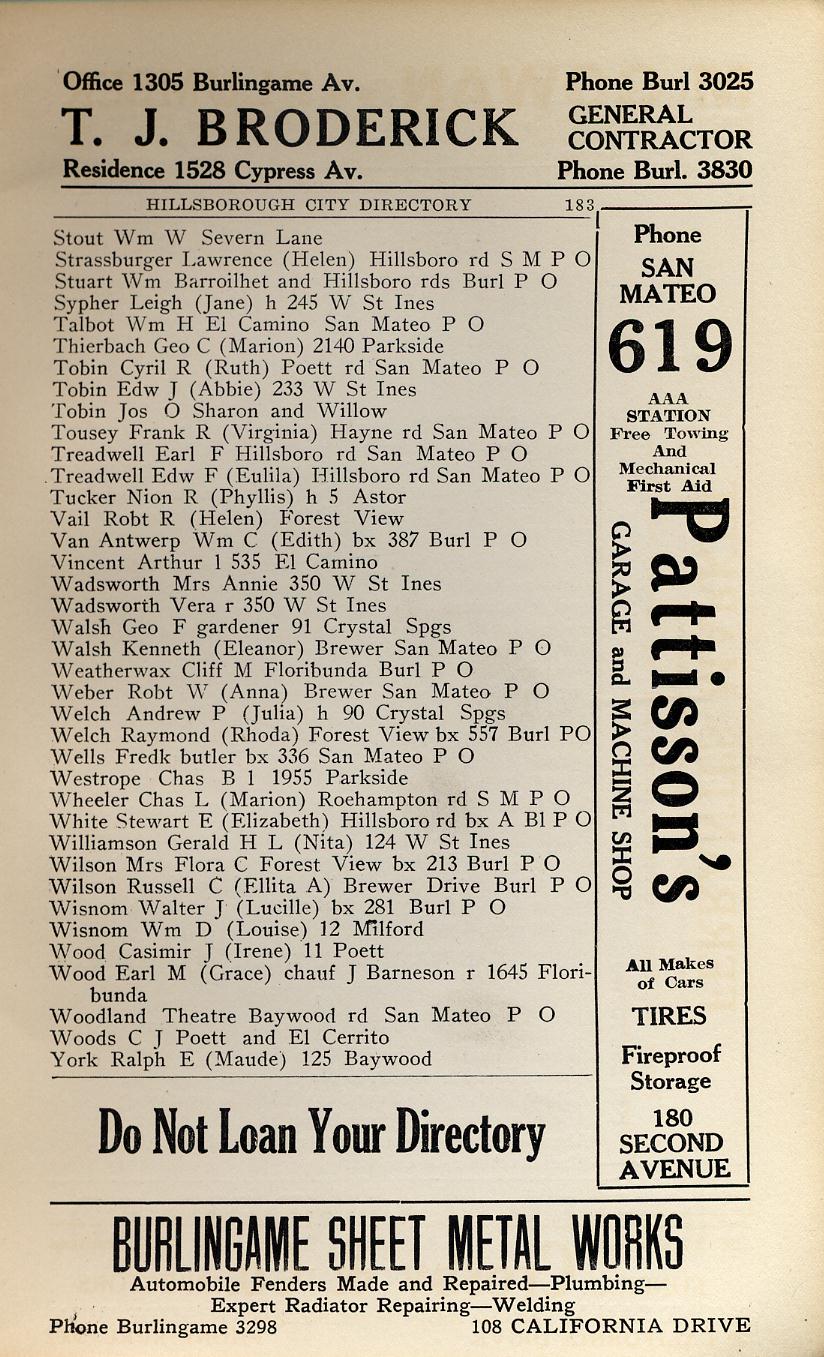 Office 1305 Burlingame Av. Phone Burl 3025
T. J. BRODERICK GENERAL CONTRACTOR
Residence 1528 Cypress Av. Phone Burl. 3830
HILLSBOROUGH CITY DIRECTORY 183
Stout Wm W Severn Lane
Strassburger Lawrence (Helen) Hillsboro rd S M P O
Stuart Wm Barroilhet and Hillsboro rds Burl P O
Sypher Leigh (Jane) h 245 W St Ines
Talbot Wm H El Camino San Mateo P O
Thierbach Geo C (Marion) 2140 Parkside
Tobin Cyril R (Ruth) Poett rd San Mateo P O
Tobin Edw J (Abbie) 233 W St Ines
Tobin Jos O Sharon and Willow
Tousey Frank R (Virginia) Hayne rd San Mateo P O
Treadwell Earl F Hillsboro rd San Mateo P O
Treadwell Edw F (Eulila) Hillsboro rd San Mateo P O
Tucker Nion R (Phyllis) h 5 Astor
Vail Robt R (Helen) Forest View
Van Antwerp Wm C (Edith) bx 387 Burl P O
Vincent Arthur l 535 El Camino
Wadsworth Mrs Annie 350 W St Ines
Wadsworth Vera r 350 W St Ines
Walsh Geo F gardener 91 Crystal Spgs
Walsh Kenneth (Eleanor) Brewer San Mateo P O
Weatherwax Cliff M Floribunda Burl P O
Weber Robt W (Anna) Brewer San Mateo P O
Welch Andrew P (Julia) h 90 Crystal Spgs
Welch Raymond (Rhoda) Forest View bx 557 Burl PO
Wells Fredk butler bx 336 San Mateo P O
Westrope Chas B l 1955 Parkside
Wheeler Chas L (Marion) Roehampton rd S M P O
White Stewart E (Elizabeth) Hillsboro rd bx A Bl P O
Williamson Gerald H L (Nita) 124 W St Ines
Wilson Mrs Flora C Forest View bx 213 Burl P O
Wilson Russell C (Ellita A) Brewer Drive Burl P O
Wisnom Walter J (Lucille) bx 281 Burl P O
Wisnom Wm D (Louise) 12 Milford
Wood Casimir J (Irene) 11 Poett
Wood Earl M (Grace) chauf J Barneson r 1645 Flori-
bunda
Woodland Theatre Baywood rd San Mateo P O
Woods C J Poett and El Cerrito
York Ralph E (Maude) 125 Baywood
Do Not Loan Your Directory
Phone
SAN
MATEO
619
AAA
STATION
Free Towing
And
Mechanical
First Aid
Pattisson's
GARAGE and MACHINE SHOP
All Makes
of Cars
TIRES
Fireproof
Storage
180
SECOND
AVENUE
BURLINGAME SHEET METAL WORKS
Automobile Fenders Made and Repaired—Plumbing—
Expert Radiator Repairing—Welding
Phone Burlingame 3298 108 CALIFORNIA DRIVE